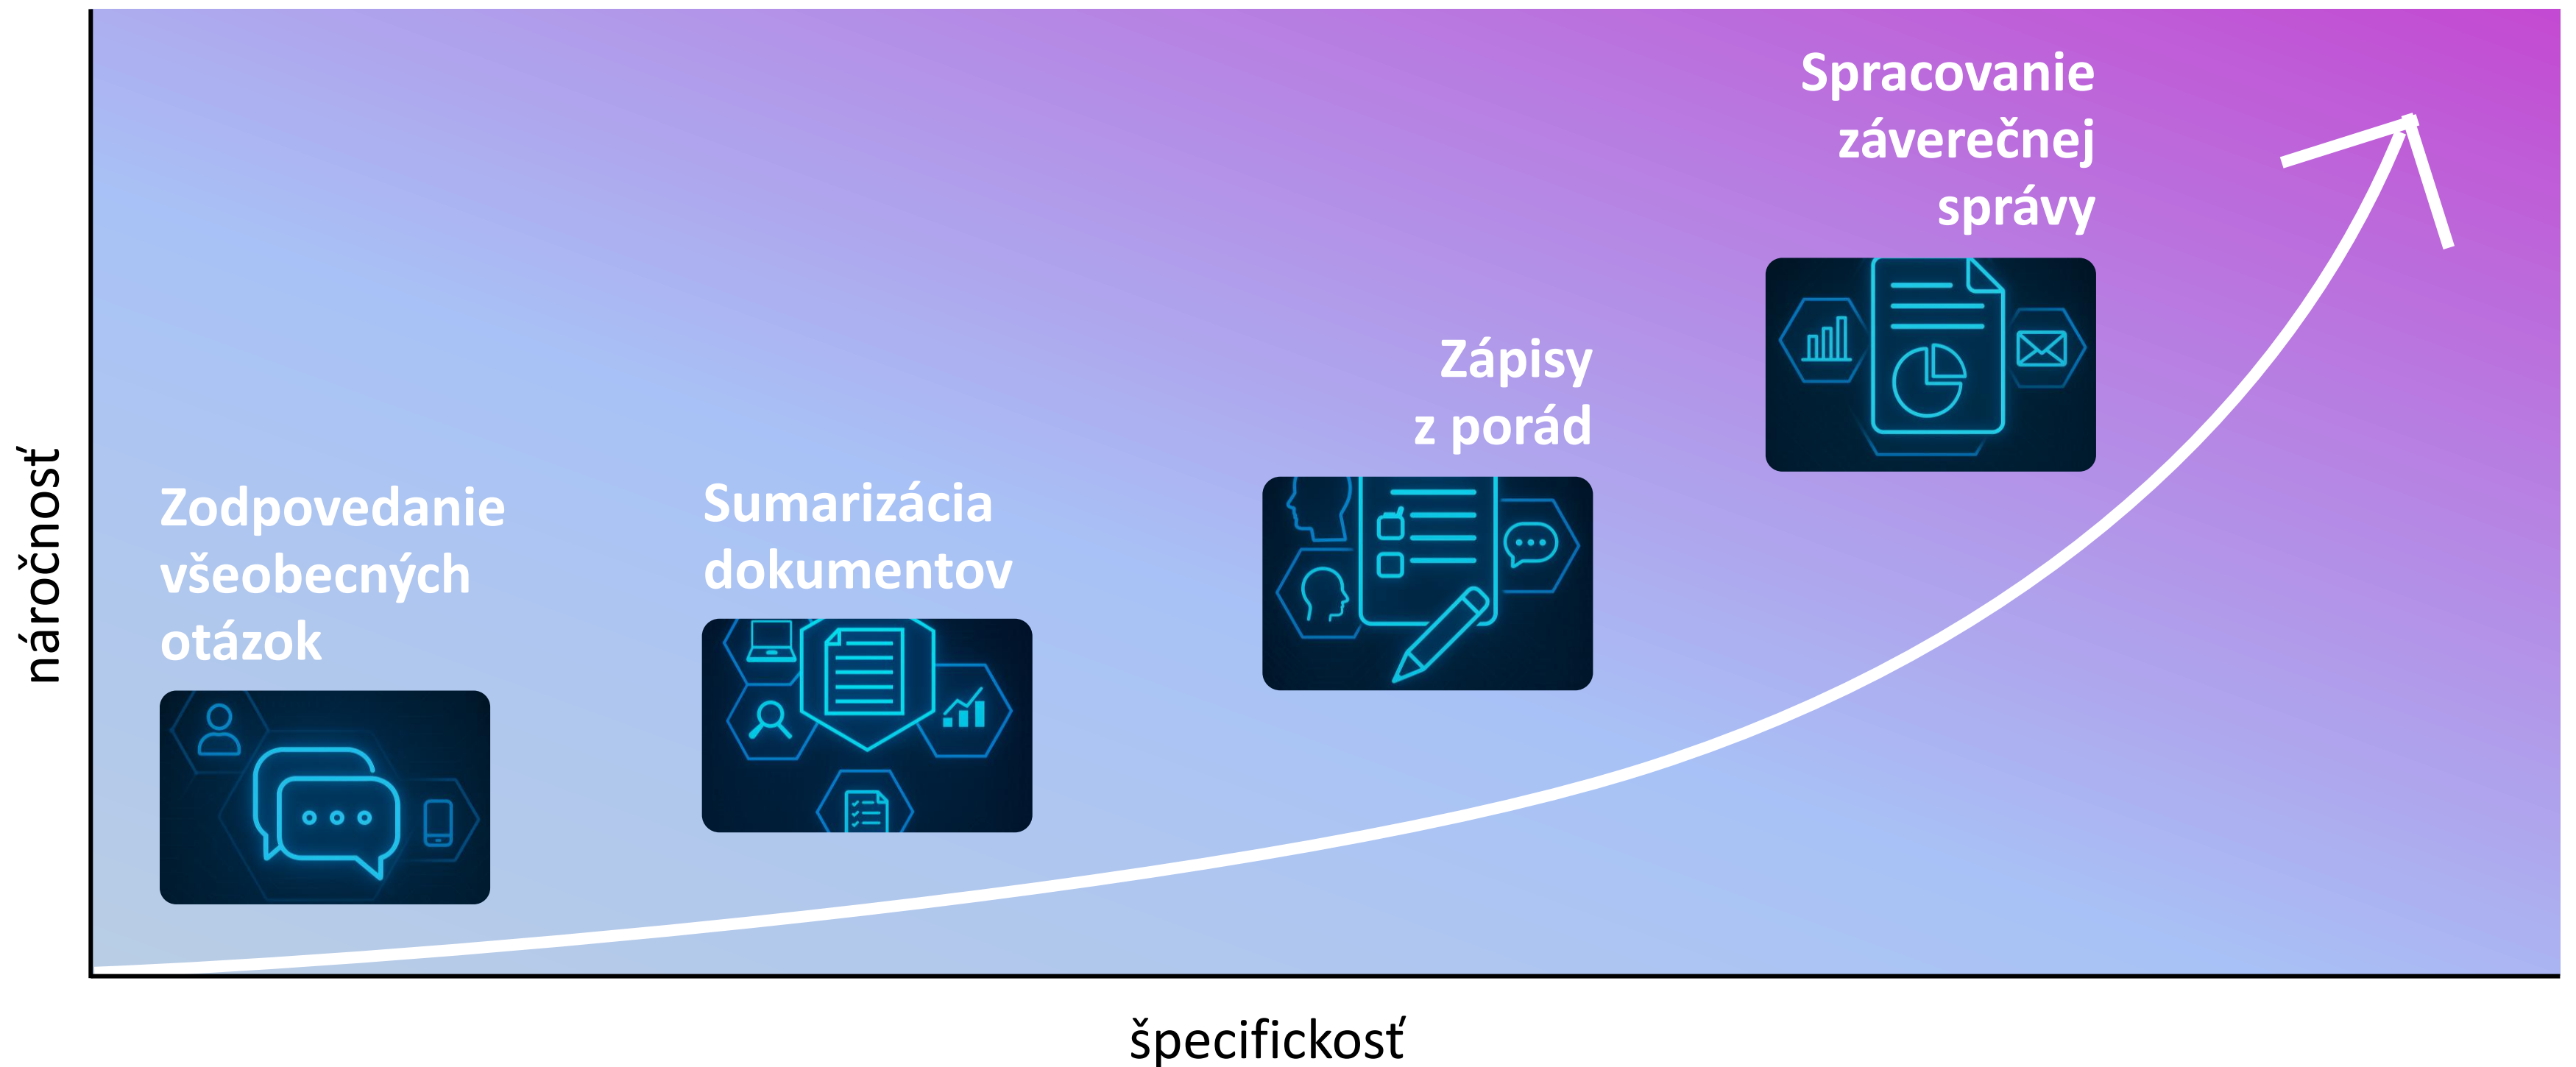 Zodpovedanie
všeobecných
otázok
Sumarizácia
dokumentov
Zápisy
z porád
Spracovanie
záverečnej
správy
náročnosť
špecifickosť